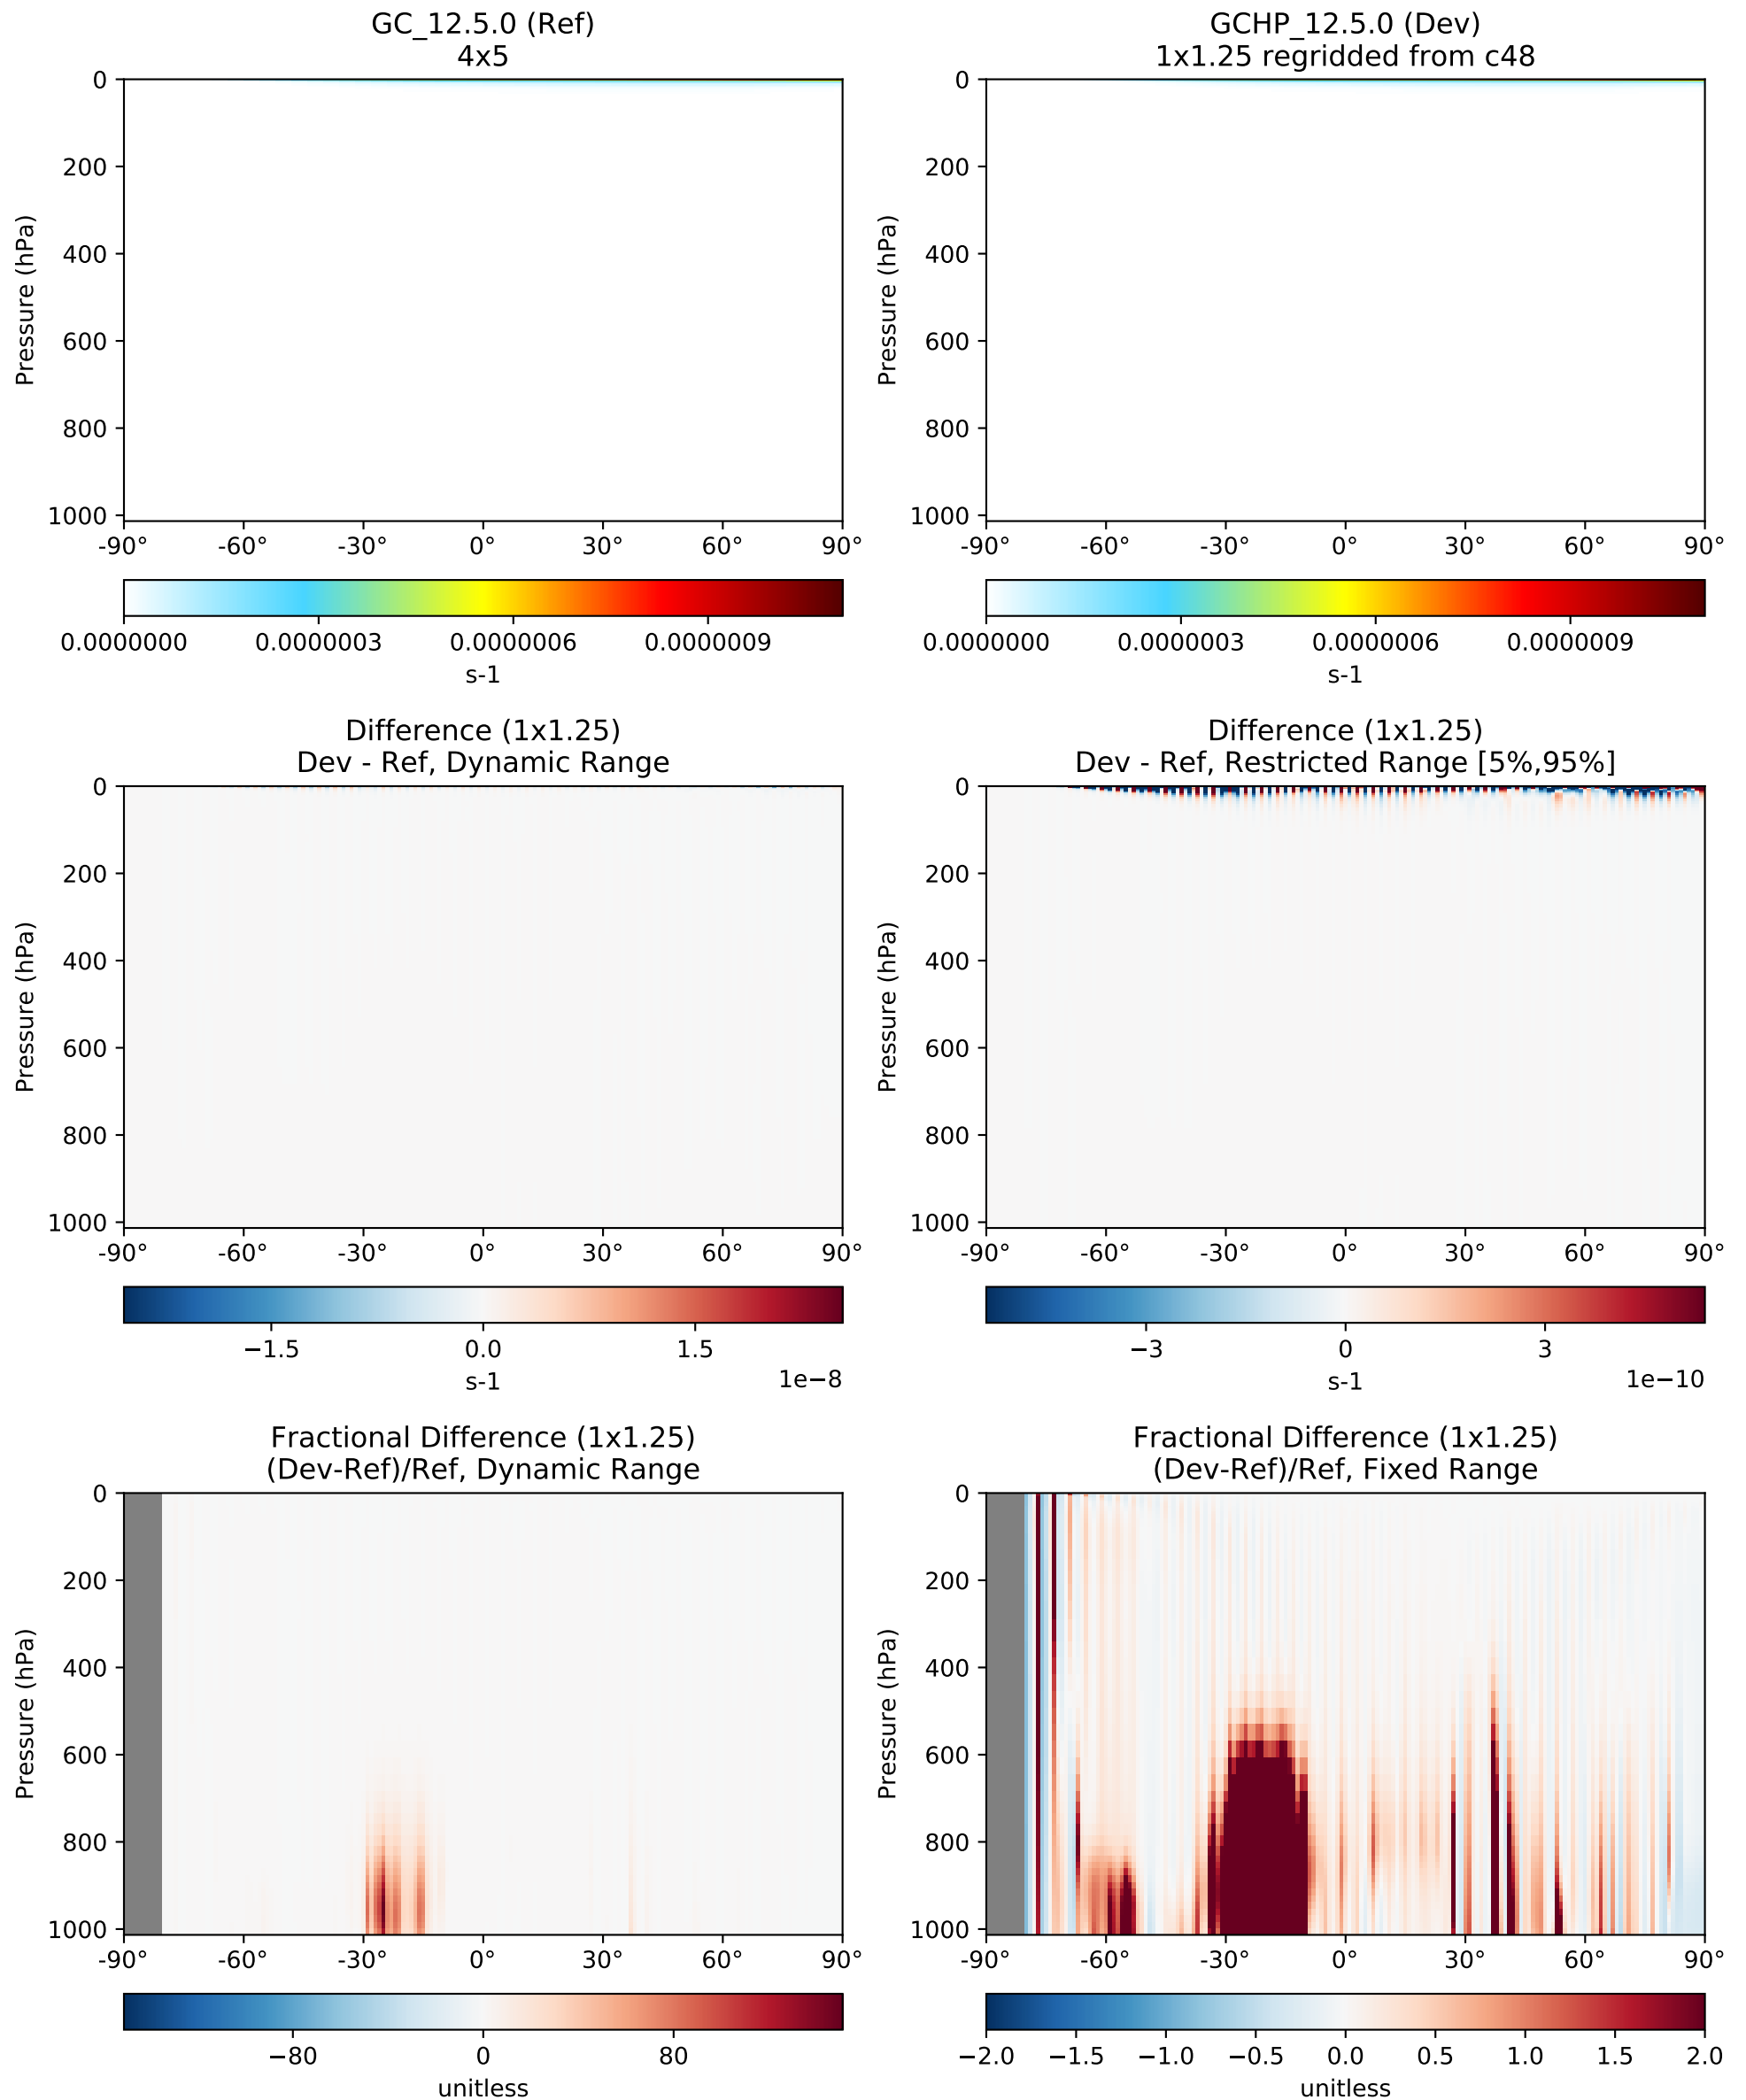 GC_12.5.0 (Ref)
4x5
Pressure (hPa)
0
200
400
600
800
1000
-90° -60° -30° 0° 30° 60° 90°
0.0000000 0.0000003 0.0000006 0.0000009
s-1
GCHP_12.5.0 (Dev)
1x1.25 regridded from c48
Pressure (hPa)
0
200
400
600
800
1000
-90° -60° -30° 0° 30° 60° 90°
0.0000000 0.0000003 0.0000006 0.0000009
s-1
Difference (1x1.25)
Dev - Ref, Dynamic Range
Pressure (hPa)
0
200
400
600
800
1000
-90° -60° -30° 0° 30° 60° 90°
−1.5 0.0 1.5
s-1
1e−8
Difference (1x1.25)
Dev - Ref, Restricted Range [5%,95%]
Pressure (hPa)
0
200
400
600
800
1000
-90° -60° -30° 0° 30° 60° 90°
−3 0 3
s-1
1e−10
Fractional Difference (1x1.25)
(Dev-Ref)/Ref, Dynamic Range
Pressure (hPa)
0
200
400
600
800
1000
-90° -60° -30° 0° 30° 60° 90°
−80 0 80
unitless
Fractional Difference (1x1.25)
(Dev-Ref)/Ref, Fixed Range
Pressure (hPa)
0
200
400
600
800
1000
-90° -60° -30° 0° 30° 60° 90°
−2.0 −1.5 −1.0 −0.5 0.0 0.5 1.0 1.5 2.0
unitless